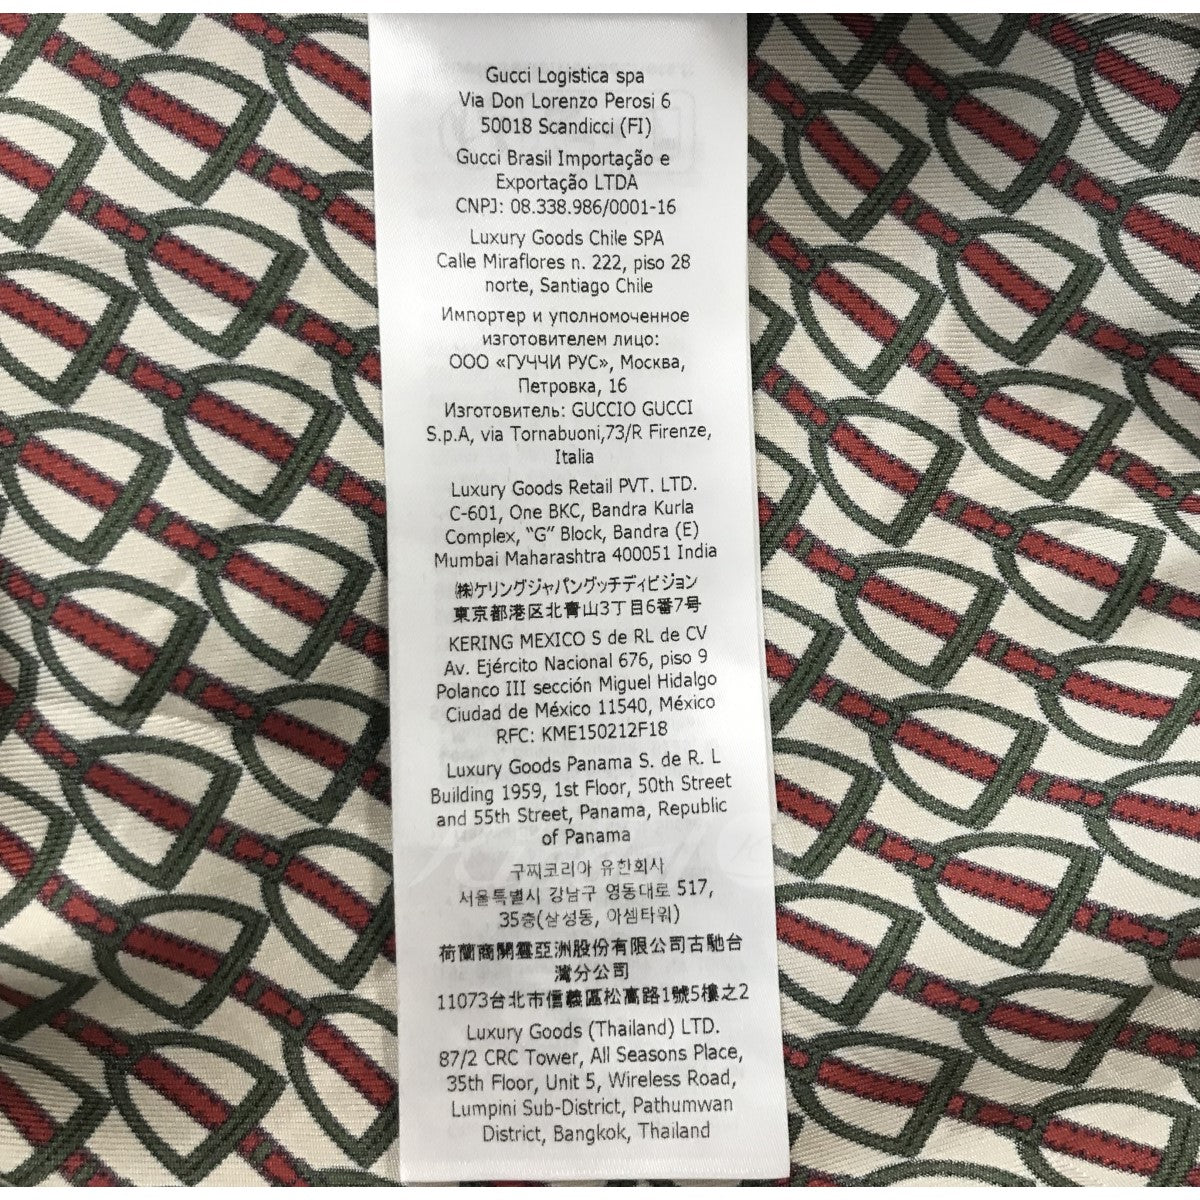 Gucci Logistica spa
Via Don Lorenzo Perosi 6
50018 Scandicci (FI)
Gucci Brasil Importação e
Exportação LTDA
CNPJ: 08.338.986/0001-16
Luxury Goods Chile SPA
Calle Miraflores n. 222, piso 28
norte, Santiago Chile
Импортер и уполномоченное
изготовителем лицо:
ООО «ГУЧЧИ РУС», Москва,
Петровка, 16
Изготовитель: GUCCIO GUCCI
S.p.A, via Tornabuoni,73/R Firenze,
Italia
Luxury Goods Retail PVT. LTD.
C-601, One BKC, Bandra Kurla
Complex, “G” Block, Bandra (E)
Mumbai Maharashtra 400051 India
㈱ケリングジャパングッチディビジョン
東京都港区北青山3丁目6番7号
KERING MEXICO S de RL de CV
Av. Ejército Nacional 676, piso 9
Polanco III sección Miguel Hidalgo
Ciudad de México 11540, México
RFC: KME150212F18
Luxury Goods Panama S. de R. L
Building 1959, 1st Floor, 50th Street
and 55th Street, Panama, Republic
of Panama
구찌코리아 유한회사
서울특별시 강남구 영동대로 517,
35층(삼성동, 아셈타워)
荷蘭商開雲亞洲股份有限公司古馳台
灣分公司
11073台北市信義區松高路1號5樓之2
Luxury Goods (Thailand) LTD.
87/2 CRC Tower, All Seasons Place,
35th Floor, Unit 5, Wireless Road,
Lumpini Sub-District, Pathumwan
District, Bangkok, Thailand